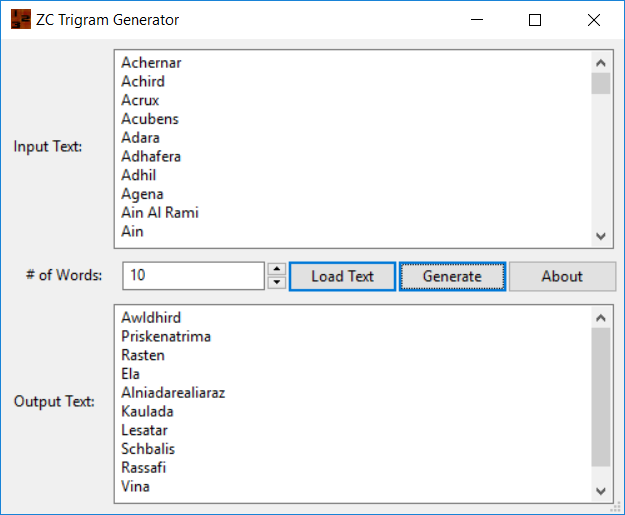 ZC Trigram Generator
Input Text:
Achernar
Achird
Acrux
Acubens
Adara
Adhafera
Adhil
Agena
Ain Al Rami
Ain
# of Words:
10
Load Text
Generate
About
Output Text:
Awldhird
Priskenatrima
Rasten
Ela
Alniadarealiaraz
Kaulada
Lesatar
Schbalis
Rassafi
Vina